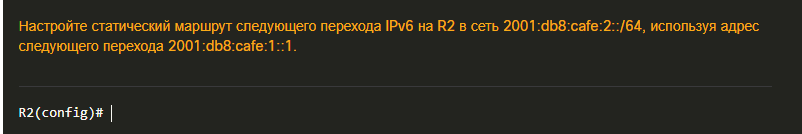 Настройте статический маршрут следующего перехода IPv6 на R2 в сеть 2001:db8:cafe:2::/64, используя адрес
следующего перехода 2001:db8:cafe:1::1.
R2(config)#